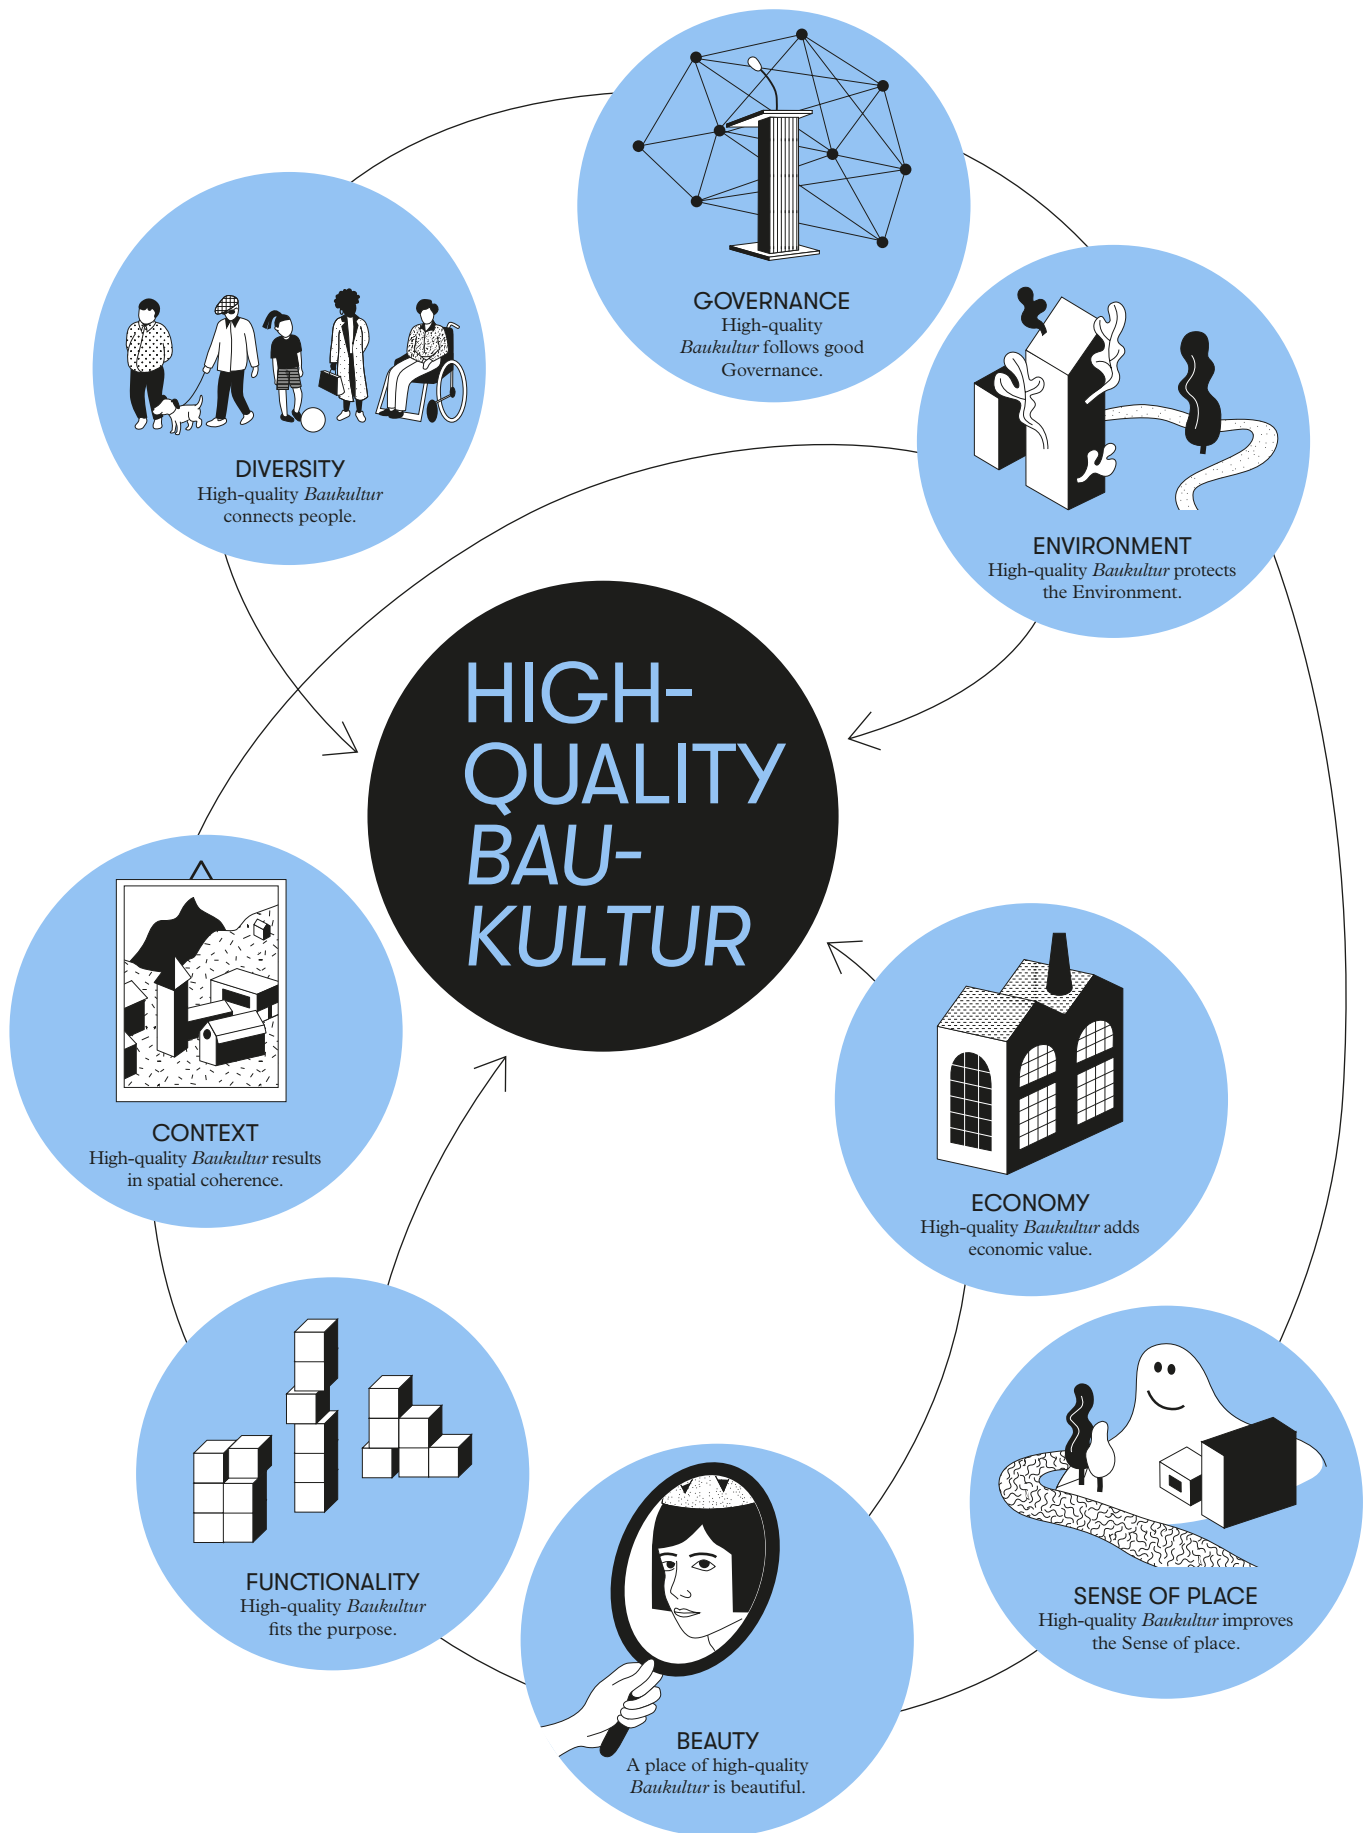 GOVERNANCE
High-quality
Baukultur follows good
Governance.
DIVERSITY
High-quality Baukultur
connects people.
ENVIRONMENT
High-quality Baukultur protects
the Environment.
HIGH-
QUALITY
BAU-
KULTUR
CONTEXT
High-quality Baukultur results
in spatial coherence.
ECONOMY
High-quality Baukultur adds
economic value.
FUNCTIONALITY
High-quality Baukultur
fits the purpose.
SENSE OF PLACE
High-quality Baukultur improves
the Sense of place.
BEAUTY
A place of high-quality
Baukultur is beautiful.